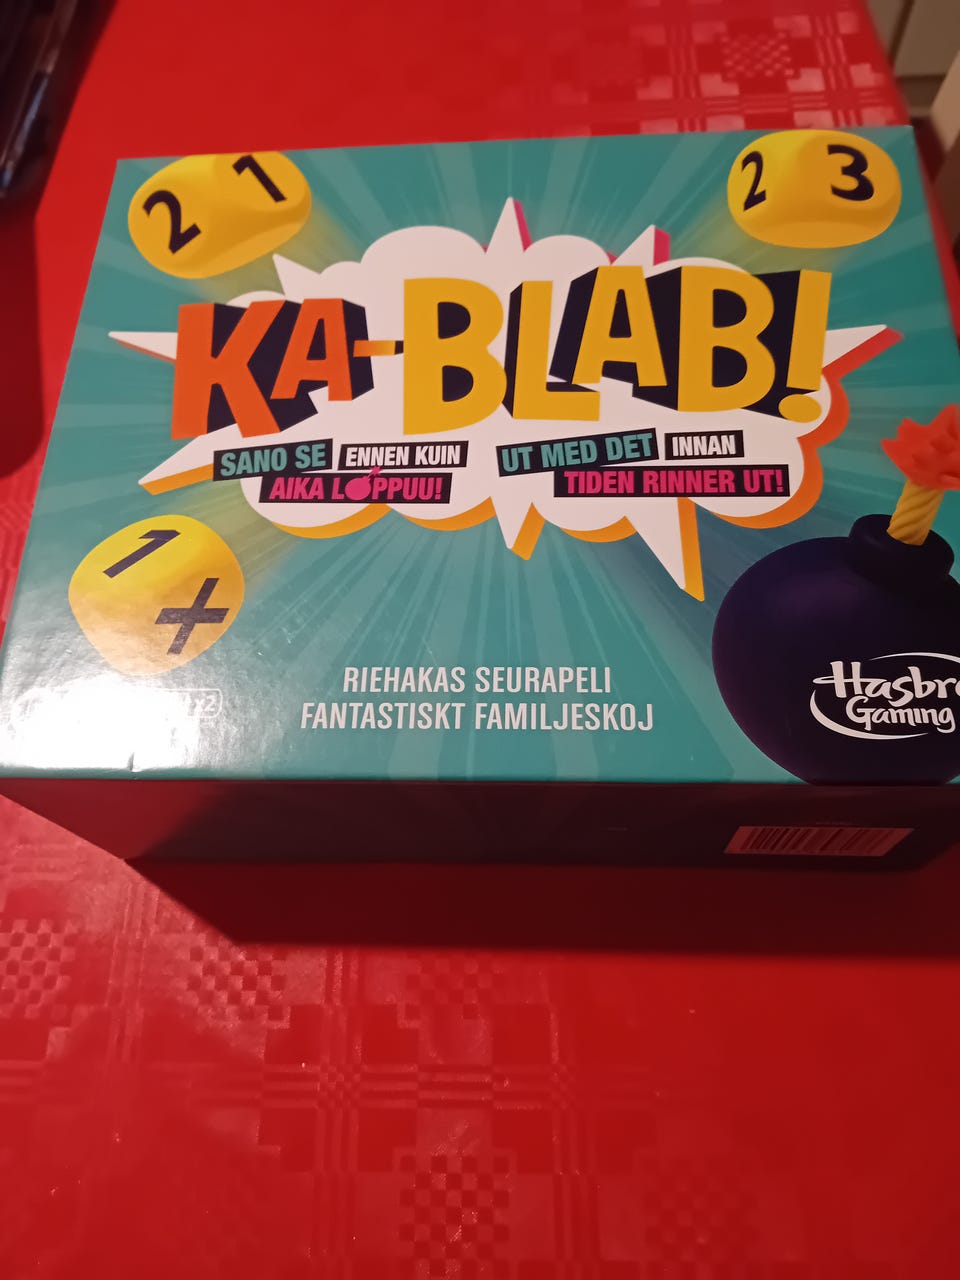 2 1
2 3
KA-BLAB!
SANO SE ENNEN KUIN
AIKA LOPPUU!
UT MED DET INNAN
TIDEN RINNER UT!
1 +
RIEHAKAS SEURAPELI
FANTASTISKT FAMILJESKOJ
Hasbro
Gaming
x2